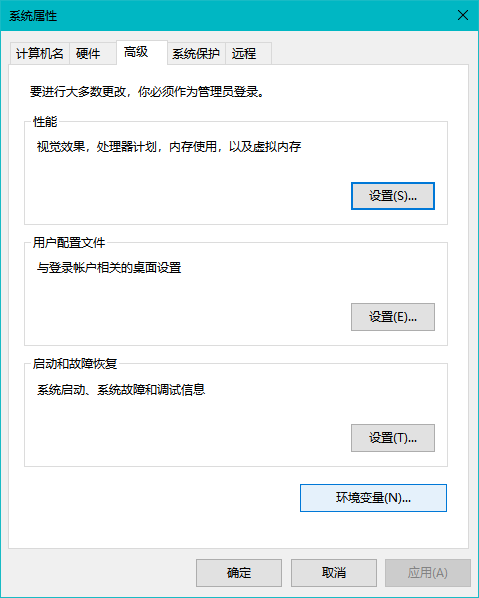 系统属性
计算机名 硬件 高级 系统保护 远程
要进行大多数更改，你必须作为管理员登录。
性能
视觉效果，处理器计划，内存使用，以及虚拟内存
设置(S)...
用户配置文件
与登录帐户相关的桌面设置
设置(E)...
启动和故障恢复
系统启动、系统故障和调试信息
设置(T)...
环境变量(N)...
确定 取消 应用(A)